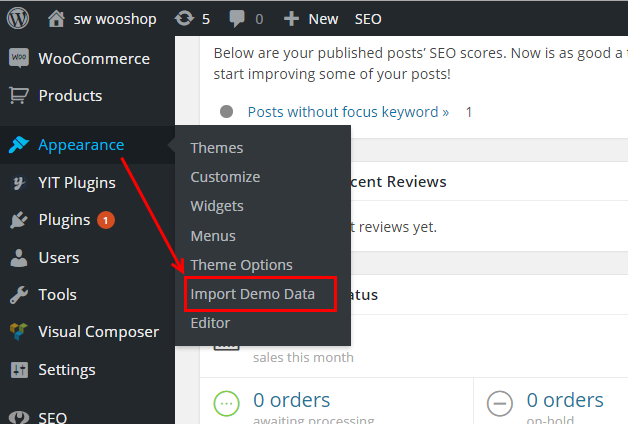 sw wooshop 5 0 + New SEO
WooCommerce
Products
Appearance
YIT Plugins
Plugins 1
Users
Tools
Visual Composer
Settings
SEO
Themes
Customize
Widgets
Menus
Theme Options
Import Demo Data
Editor
Below are your published posts' SEO scores. Now is as good a
start improving some of your posts!
Posts without focus keyword » 1
cent Reviews
t reviews yet.
atus
sales this month
0 orders
awaiting processing
0 orders
on-hold